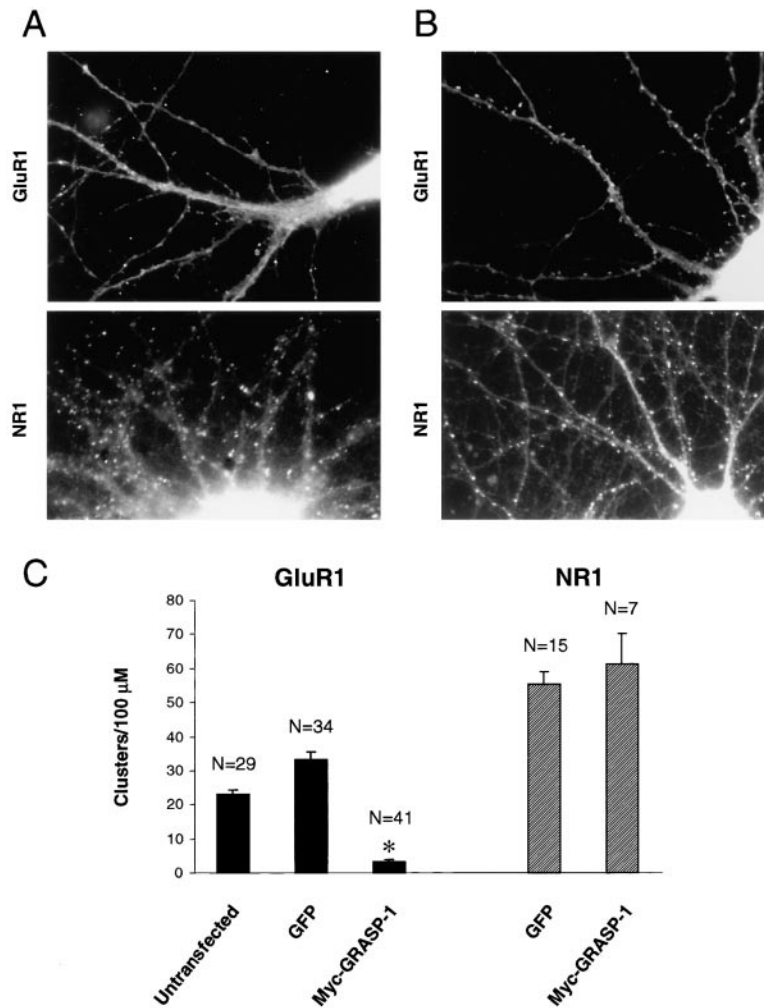 A
B
GluR1
GluR1
NR1
NR1
C
GluR1
NR1
Clusters/100 μM
80
70
60
50
40
30
20
10
0
N=29
N=34
N=41
*
N=15
N=7
Untransfected
GFP
Myc-GRASP-1
GFP
Myc-GRASP-1